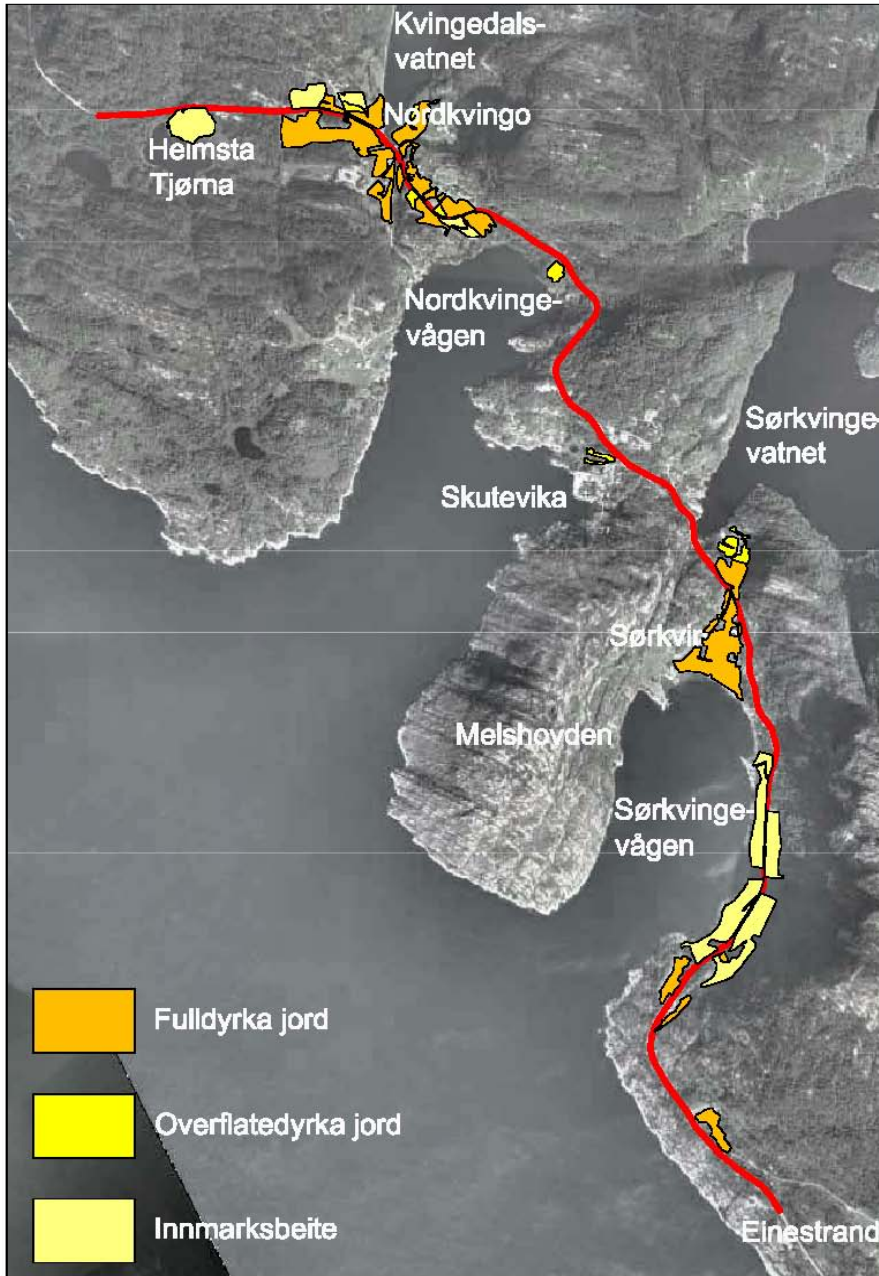 Kvingedals-
vatnet
Nordkvingo
Heimsta
Tjørna
Nordkvinge-
vågen
Sørkvinge-
vatnet
Skutevika
Sørkvin
Melshovden
Sørkvinge-
vågen
Fulldyrka jord
Overflatedyrka jord
Innmarksbeite
Einestrand